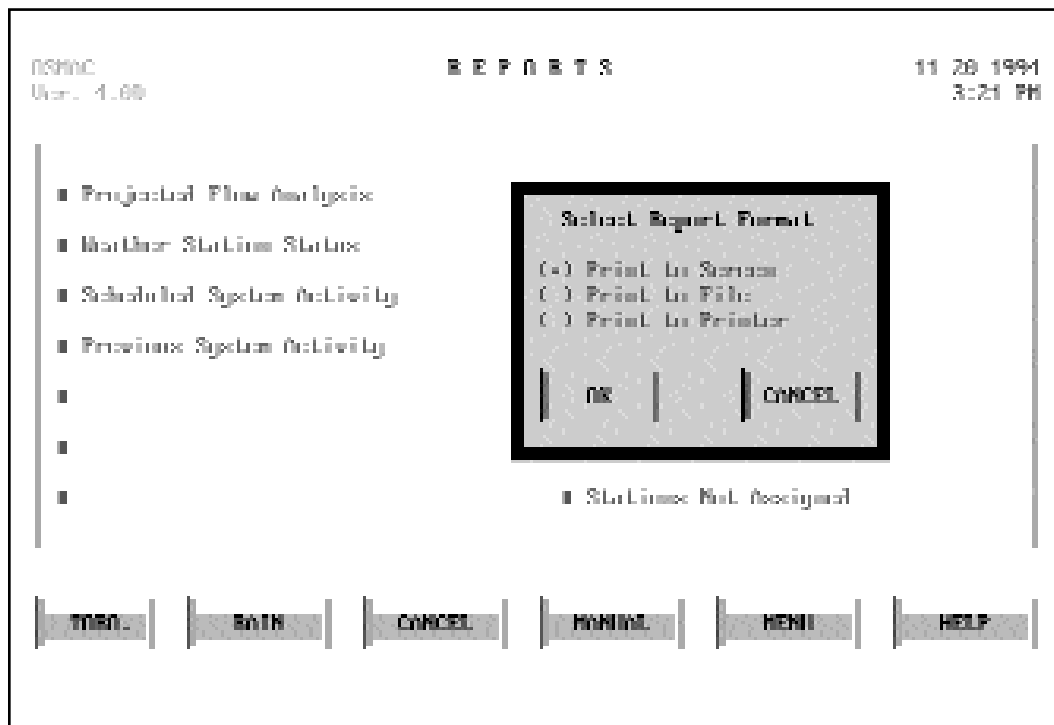 OSMAC
Ver. 4.00
REPORTS
11 20 1994
3:21 PM
Projected Flow Analysis
Weather Station Status
Scheduled System Activity
Previous System Activity
Select Report Format
(•) Print to Screen
( ) Print to File
( ) Print to Printer
OK
CANCEL
Stations Not Assigned
TORO.
RAIN
CANCEL
MANUAL
MENU
HELP